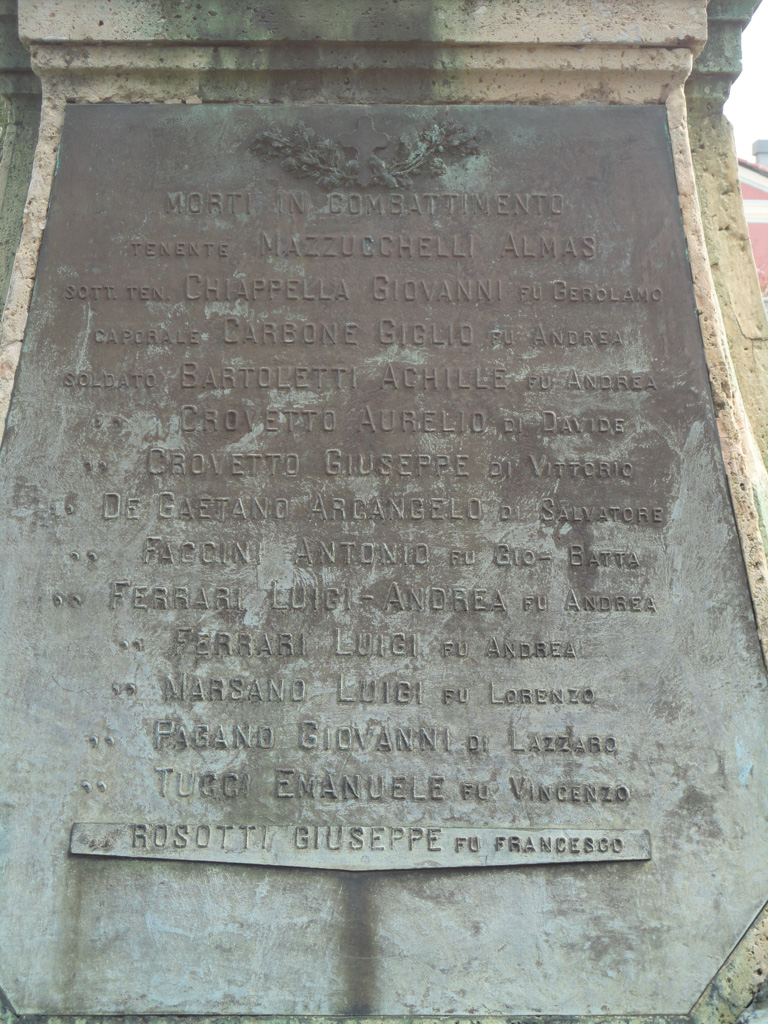 MORTI IN COMBATTIMENTO
TENENTE MAZZUCCHELLI ALMAS
SOTT. TEN. CHIAPPELLA GIOVANNI FU GEROLAMO
CAPORALE CARBONE GIGLIO FU ANDREA
SOLDATO BARTOLETTI ACHILLE FU ANDREA
,, CROVETTO AURELIO DI DAVIDE
,, CROVETTO GIUSEPPE DI VITTORIO
,, DE GAETANO ARCANGELO DI SALVATORE
,, FACCINI ANTONIO FU GIO-BATTA
,, FERRARI LUIGI-ANDREA FU ANDREA
,, FERRARI LUIGI FU ANDREA
,, MARSANO LUIGI FU LORENZO
,, PAGANO GIOVANNI DI LAZZARO
,, TUCCI EMANUELE FU VINCENZO
,, ROSOTTI GIUSEPPE FU FRANCESCO